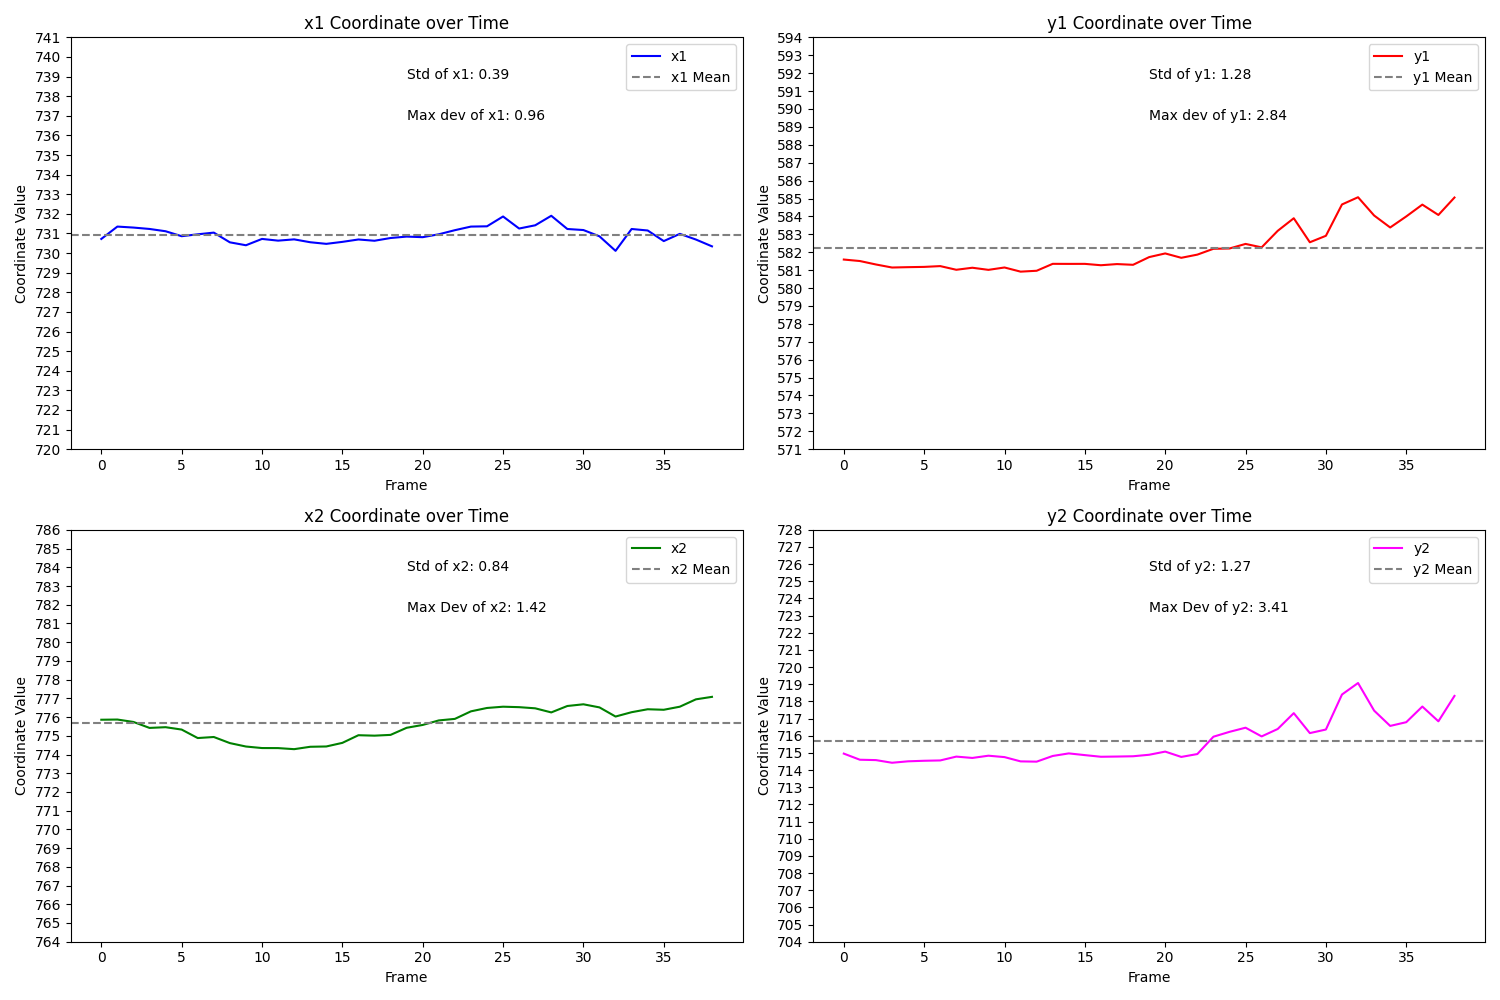 x1 Coordinate over Time
741
740
739
738
737
736
735
734
733
732
731
730
729
728
727
726
725
724
723
722
721
720
Coordinate Value
Std of x1: 0.39
Max dev of x1: 0.96
x1
x1 Mean
0 5 10 15 20 25 30 35
Frame
y1 Coordinate over Time
594
593
592
591
590
589
588
587
586
585
584
583
582
581
580
579
578
577
576
575
574
573
572
571
Coordinate Value
Std of y1: 1.28
Max dev of y1: 2.84
y1
y1 Mean
0 5 10 15 20 25 30 35
Frame
x2 Coordinate over Time
786
785
784
783
782
781
780
779
778
777
776
775
774
773
772
771
770
769
768
767
766
765
764
Coordinate Value
Std of x2: 0.84
Max Dev of x2: 1.42
x2
x2 Mean
0 5 10 15 20 25 30 35
Frame
y2 Coordinate over Time
728
727
726
725
724
723
722
721
720
719
718
717
716
715
714
713
712
711
710
709
708
707
706
705
704
Coordinate Value
Std of y2: 1.27
Max Dev of y2: 3.41
y2
y2 Mean
0 5 10 15 20 25 30 35
Frame